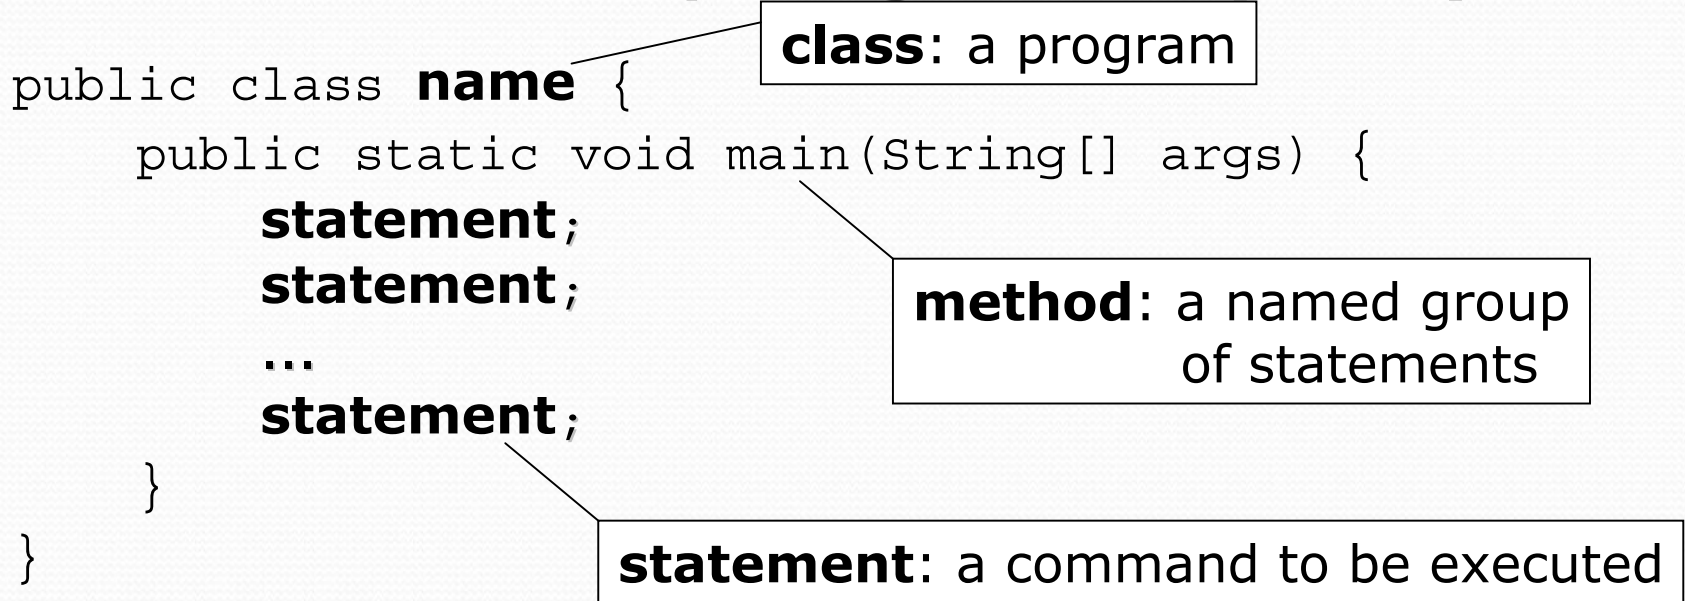 class: a program
public class name {
public static void main(String[] args) {
statement;
statement;
method: a named group
of statements
...
statement;
}
}
statement: a command to be executed